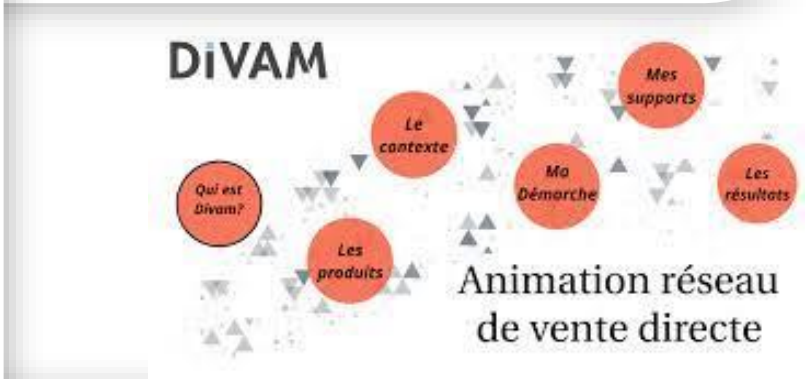 DiVAM
Mes
supports
Le
contexte
Ma
Démarche
Les
résultats
Qui est
Divam?
Les
produits
Animation réseau
de vente directe